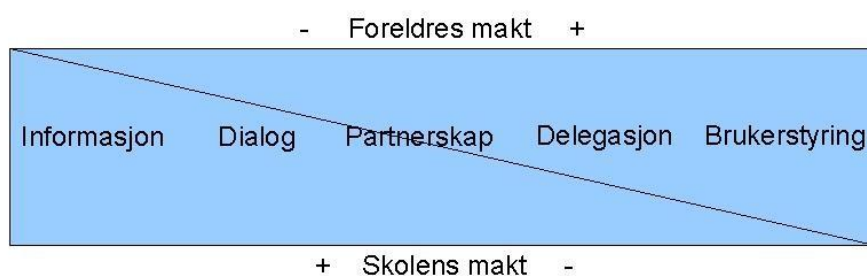 - Foreldres makt +
Informasjon Dialog Partnerskap Delegasjon Brukerstyring
+ Skolens makt -